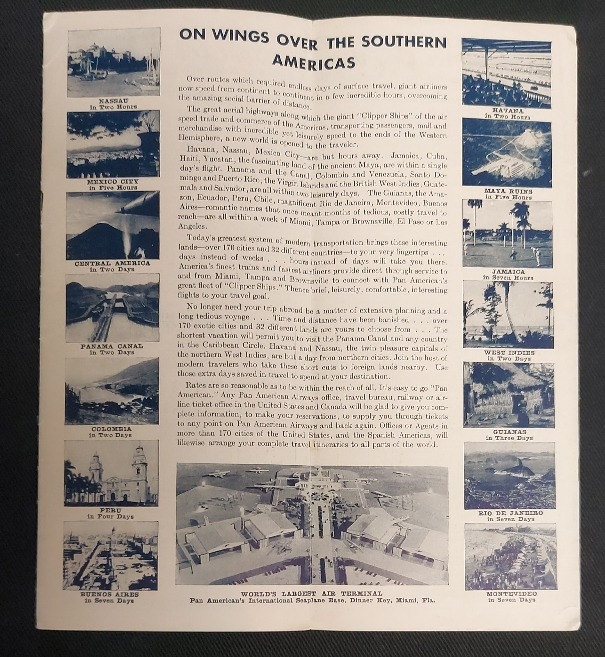 ON WINGS OVER THE SOUTHERN
AMERICAS
Over routes which required endless days of surface travel, giant airliners
now speed from continent to continent in a few incredible hours, overcoming
the amazing social barrier of distance.
The great aerial highways along which the giant "Clipper Ships" of the air
speed trade and commerce of the Americas, transporting passengers, mail and
merchandise with incredible yet leisurely speed to the ends of the Western
Hemisphere, a new world is opened to the traveler.
Havana, Nassau, Mexico City—are but hours away. Jamaica, Cuba,
Haiti, Yucatan, the fascinating land of the ancient Maya, are within a single
day's flight. Panama and the Canal, Colombia and Venezuela, Santo Do-
mingo and Puerto Rico, the Virgin Islands and the British West Indies, Guate-
mala and Salvador, are all within two leisurely days. The Guianas, the Ama-
zon, Ecuador, Peru, Chile, magnificent Rio de Janeiro, Montevideo, Buenos
Aires—romantic names that once meant months of tedious, costly travel to
reach—are all within a week of Miami, Tampa or Brownsville, El Paso or Los
Angeles.
Today's greatest system of modern transportation brings these interesting
lands—over 170 cities and 32 different countries—to your very fingertips . . .
days instead of weeks . . . hours instead of days will take you there.
America's finest trains and fastest airliners provide direct through service to
and from Miami, Tampa and Brownsville to connect with Pan American's
great fleet of "Clipper Ships." Thence brief, leisurely, comfortable, interesting
flights to your travel goal.
No longer need your trip abroad be a matter of extensive planning and a
long tedious voyage . . . Time and distance have been banished . . . over
170 exotic cities and 32 different lands are yours to choose from . . . The
shortest vacation will permit you to visit the Panama Canal and any country
in the Caribbean Circle. Havana and Nassau, the twin pleasure capitals of
the northern West Indies, are but a day from northern cities. Join the host of
modern travelers who take these short cuts to foreign lands nearby. Use
those extra days saved in travel to spend at your destination.
Rates are so reasonable as to be within the reach of all. It's easy to go "Pan
American." Any Pan American Airways office, travel bureau, railway or air-
line ticket office in the United States and Canada will be glad to give you com-
plete information, to make your reservations, to supply you through tickets
to any point on Pan American Airways and back again. Offices or Agents in
more than 170 cities of the United States, and the Spanish Americas, will
likewise arrange your complete travel itineraries to all parts of the world.
WORLD'S LARGEST AIR TERMINAL
Pan American's International Seaplane Base, Dinner Key, Miami, Fla.
NASSAU
in Two Hours
MEXICO CITY
in Five Hours
CENTRAL AMERICA
in Two Days
PANAMA CANAL
in Two Days
COLOMBIA
in Two Days
PERU
in Four Days
BUENOS AIRES
in Seven Days
HAVANA
in Two Hours
MAYA RUINS
in Five Hours
JAMAICA
in Seven Hours
WEST INDIES
in Two Days
GUIANAS
in Three Days
RIO DE JANEIRO
in Seven Days
MONTEVIDEO
in Seven Days